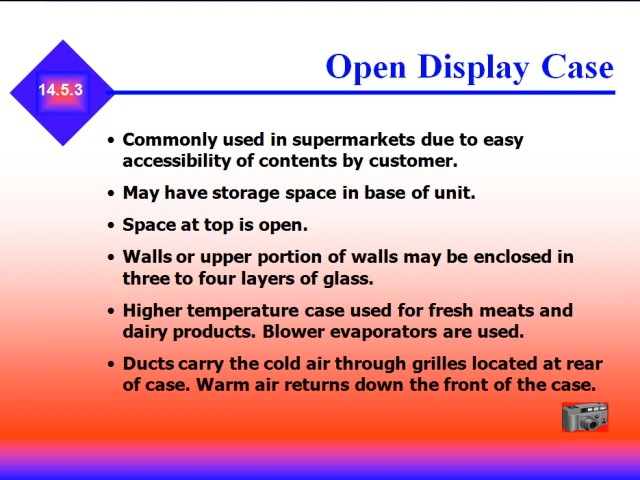 Open Display Case
14.5.3
• Commonly used in supermarkets due to easy
accessibility of contents by customer.
• May have storage space in base of unit.
• Space at top is open.
• Walls or upper portion of walls may be enclosed in
three to four layers of glass.
• Higher temperature case used for fresh meats and
dairy products. Blower evaporators are used.
• Ducts carry the cold air through grilles located at rear
of case. Warm air returns down the front of the case.